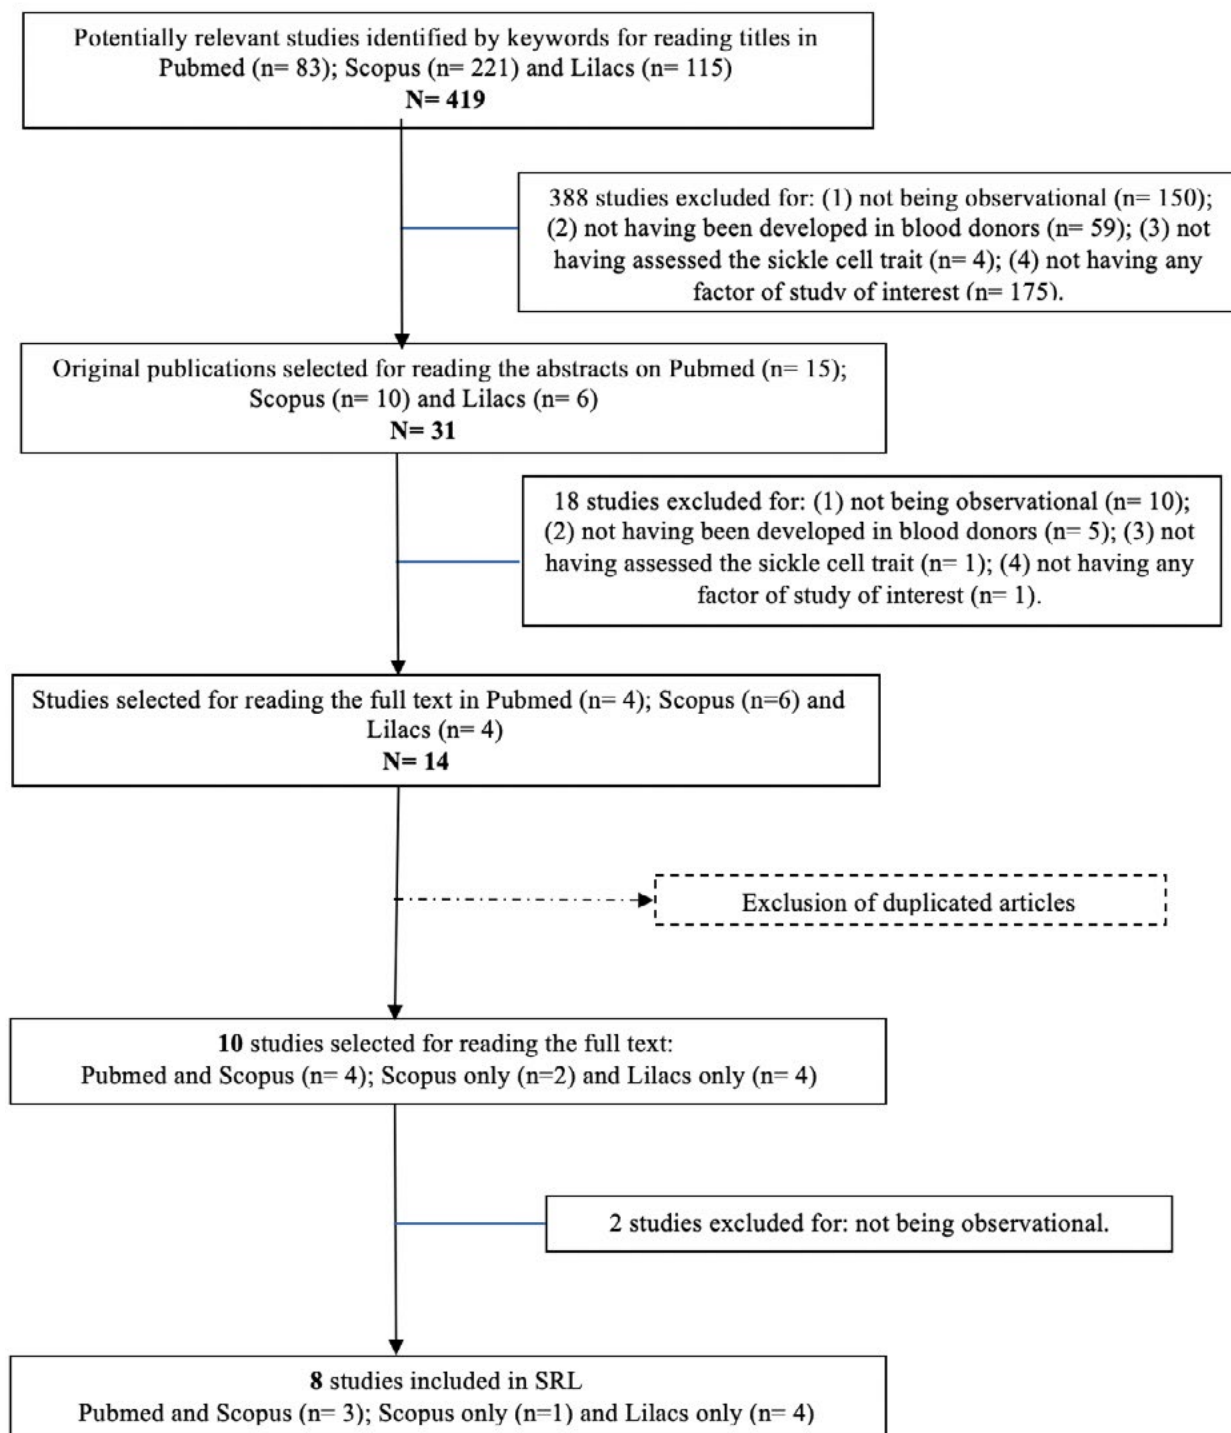 Potentially relevant studies identified by keywords for reading titles in
Pubmed (n= 83); Scopus (n= 221) and Lilacs (n= 115)
N= 419
388 studies excluded for: (1) not being observational (n= 150);
(2) not having been developed in blood donors (n= 59); (3) not
having assessed the sickle cell trait (n= 4); (4) not having any
factor of study of interest (n= 175).
Original publications selected for reading the abstracts on Pubmed (n= 15);
Scopus (n= 10) and Lilacs (n= 6)
N= 31
18 studies excluded for: (1) not being observational (n= 10);
(2) not having been developed in blood donors (n= 5); (3) not
having assessed the sickle cell trait (n= 1); (4) not having any
factor of study of interest (n= 1).
Studies selected for reading the full text in Pubmed (n= 4); Scopus (n=6) and
Lilacs (n= 4)
N= 14
Exclusion of duplicated articles
10 studies selected for reading the full text:
Pubmed and Scopus (n= 4); Scopus only (n=2) and Lilacs only (n= 4)
2 studies excluded for: not being observational.
8 studies included in SRL
Pubmed and Scopus (n= 3); Scopus only (n=1) and Lilacs only (n= 4)